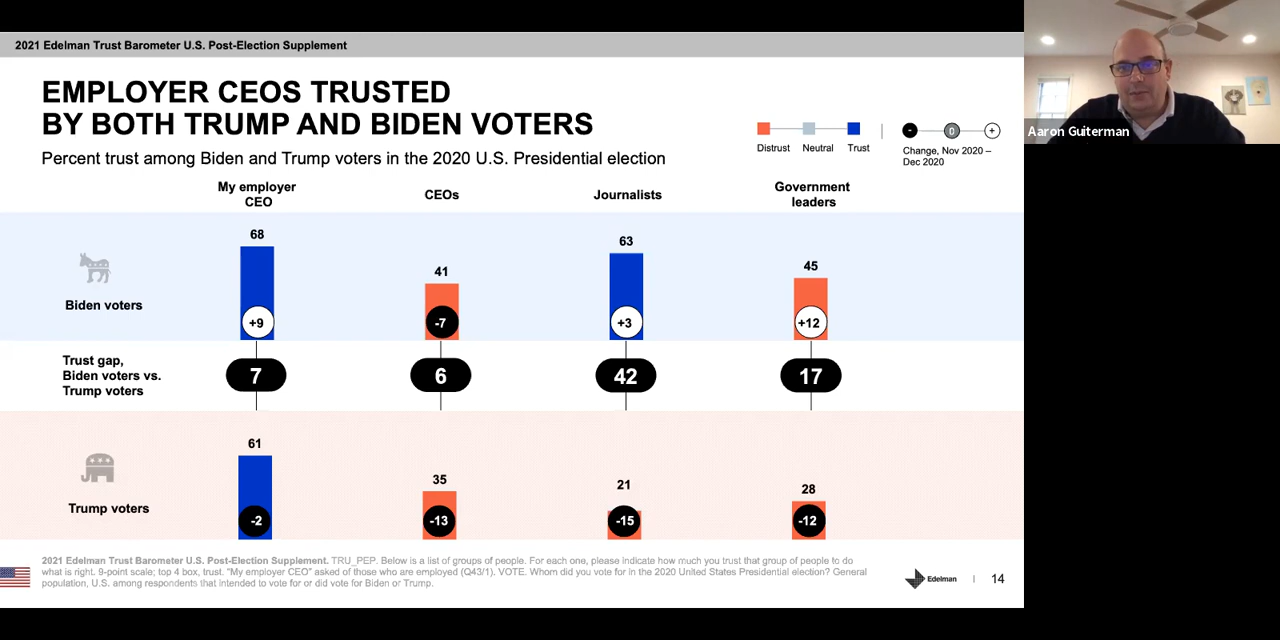 2021 Edelman Trust Barometer U.S. Post-Election Supplement
EMPLOYER CEOS TRUSTED
BY BOTH TRUMP AND BIDEN VOTERS
Percent trust among Biden and Trump voters in the 2020 U.S. Presidential election
Distrust Neutral Trust
- 0 +
Change, Nov 2020 –
Dec 2020
Aaron Guiterman
My employer
CEO
CEOs
Journalists
Government
leaders
68 41 63 45
+9 -7 +3 +12
Biden voters
Trust gap,
Biden voters vs.
Trump voters
7 6 42 17
61 35 21 28
-2 -13 -15 -12
Trump voters
2021 Edelman Trust Barometer U.S. Post-Election Supplement. TRU_PEP. Below is a list of groups of people. For each one, please indicate how much you trust that group of people to do
what is right. 9-point scale; top 4 box, trust. "My employer CEO" asked of those who are employed (Q43/1). VOTE. Whom did you vote for in the 2020 United States Presidential election? General
population, U.S. among respondents that intended to vote for or did vote for Biden or Trump.
Edelman | 14